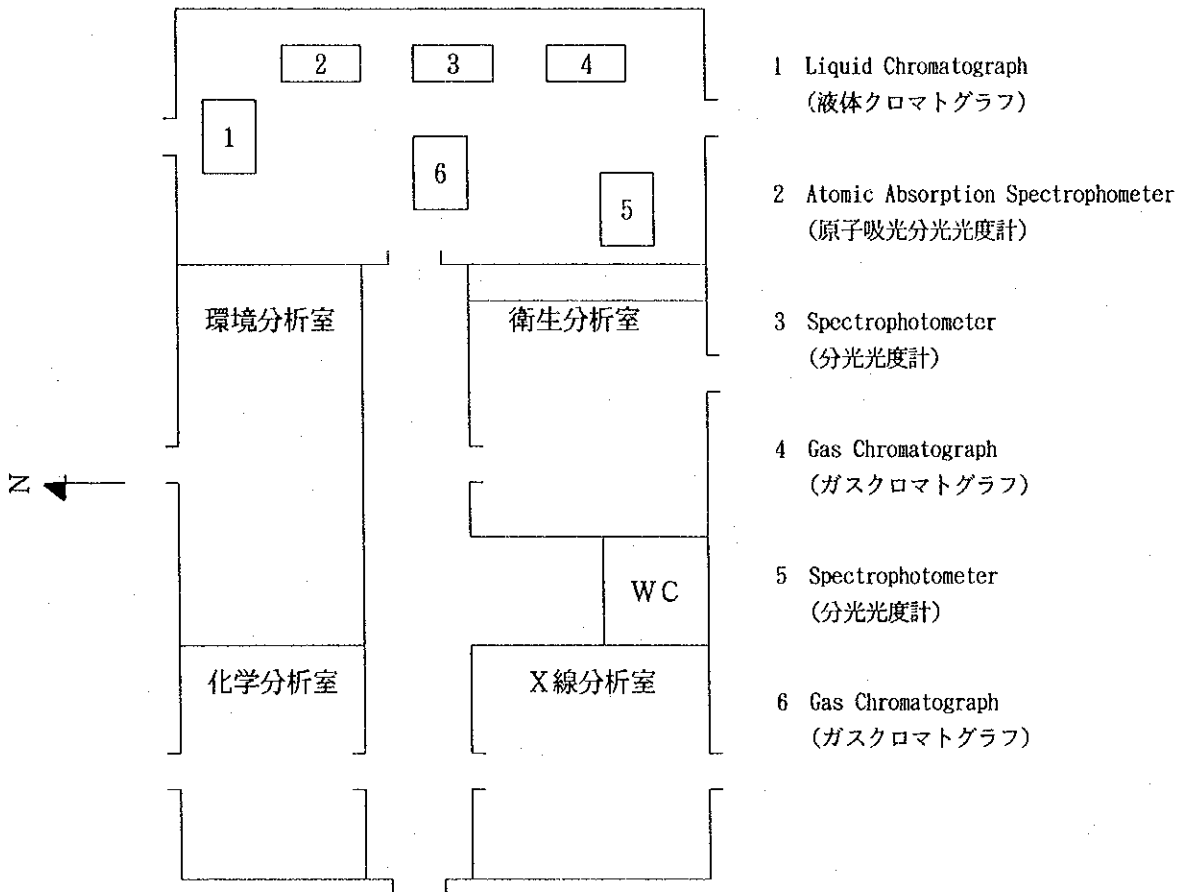 2 3 4
1
6
5
環境分析室 衛生分析室
N
WC
化学分析室 X線分析室
1 Liquid Chromatograph
(液体クロマトグラフ)
2 Atomic Absorption Spectrophometer
(原子吸光分光光度計)
3 Spectrophotometer
(分光光度計)
4 Gas Chromatograph
(ガスクロマトグラフ)
5 Spectrophotometer
(分光光度計)
6 Gas Chromatograph
(ガスクロマトグラフ)